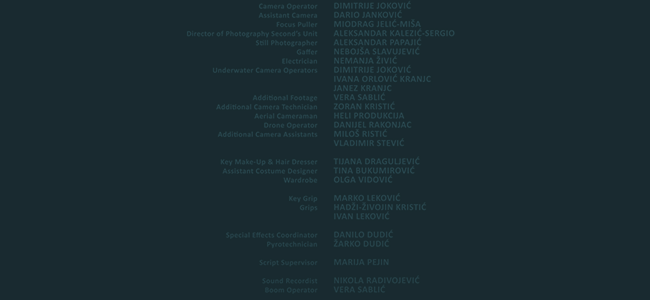 Camera Operator DIMITRIJE JOKOVIĆ
Assistant Camera DARIO JANKOVIĆ
Focus Puller MIODRAG JELIĆ-MIŠA
Director of Photography Second's Unit ALEKSANDAR KALEZIĆ-SERGIO
Still Photographer ALEKSANDAR PAPAJIĆ
Gaffer NEBOJŠA SLAVUJEVIĆ
Electrician NEMANJA ŽIVIĆ
Underwater Camera Operators DIMITRIJE JOKOVIĆ
IVANA ORLOVIĆ KRANJC
JANEZ KRANJC
Additional Footage VERA SABLIĆ
Additional Camera Technician ZORAN KRISTIĆ
Aerial Cameraman HELI PRODUKCIJA
Drone Operator DANIJEL RAKONJAC
Additional Camera Assistants MILOŠ RISTIĆ
VLADIMIR STEVIĆ
Key Make-Up & Hair Dresser TIJANA DRAGULJEVIĆ
Assistant Costume Designer TINA BUKUMIROVIĆ
Wardrobe OLGA VIDOVIĆ
Key Grip MARKO LEKOVIĆ
Grips HADŽI-ŽIVOJIN KRISTIĆ
IVAN LEKOVIĆ
Special Effects Coordinator DANILO DUDIĆ
Pyrotechnician ŽARKO DUDIĆ
Script Supervisor MARIJA PEJIN
Sound Recordist NIKOLA RADIVOJEVIĆ
Boom Operator VERA SABLIĆ